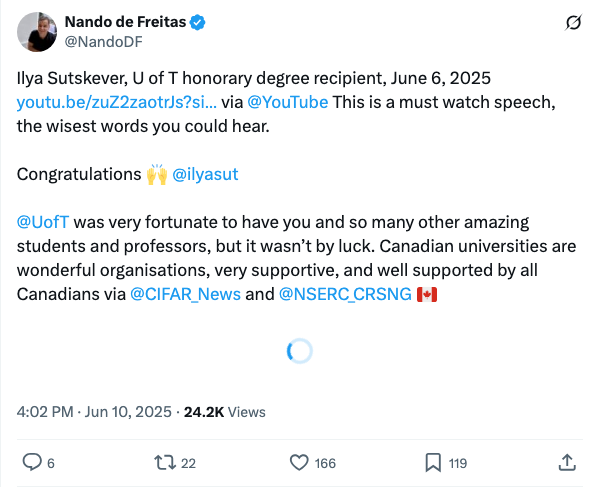 Nando de Freitas
@NandoDF
Ilya Sutskever, U of T honorary degree recipient, June 6, 2025
youtu.be/zuZ2zaotrJs?si... via @YouTube This is a must watch speech,
the wisest words you could hear.
Congratulations 🙌 @ilyasut
@UofT was very fortunate to have you and so many other amazing
students and professors, but it wasn’t by luck. Canadian universities are
wonderful organisations, very supportive, and well supported by all
Canadians via @CIFAR_News and @NSERC_CRSNG 🇨🇦
4:02 PM · Jun 10, 2025 · 24.2K Views
6 22 166 119